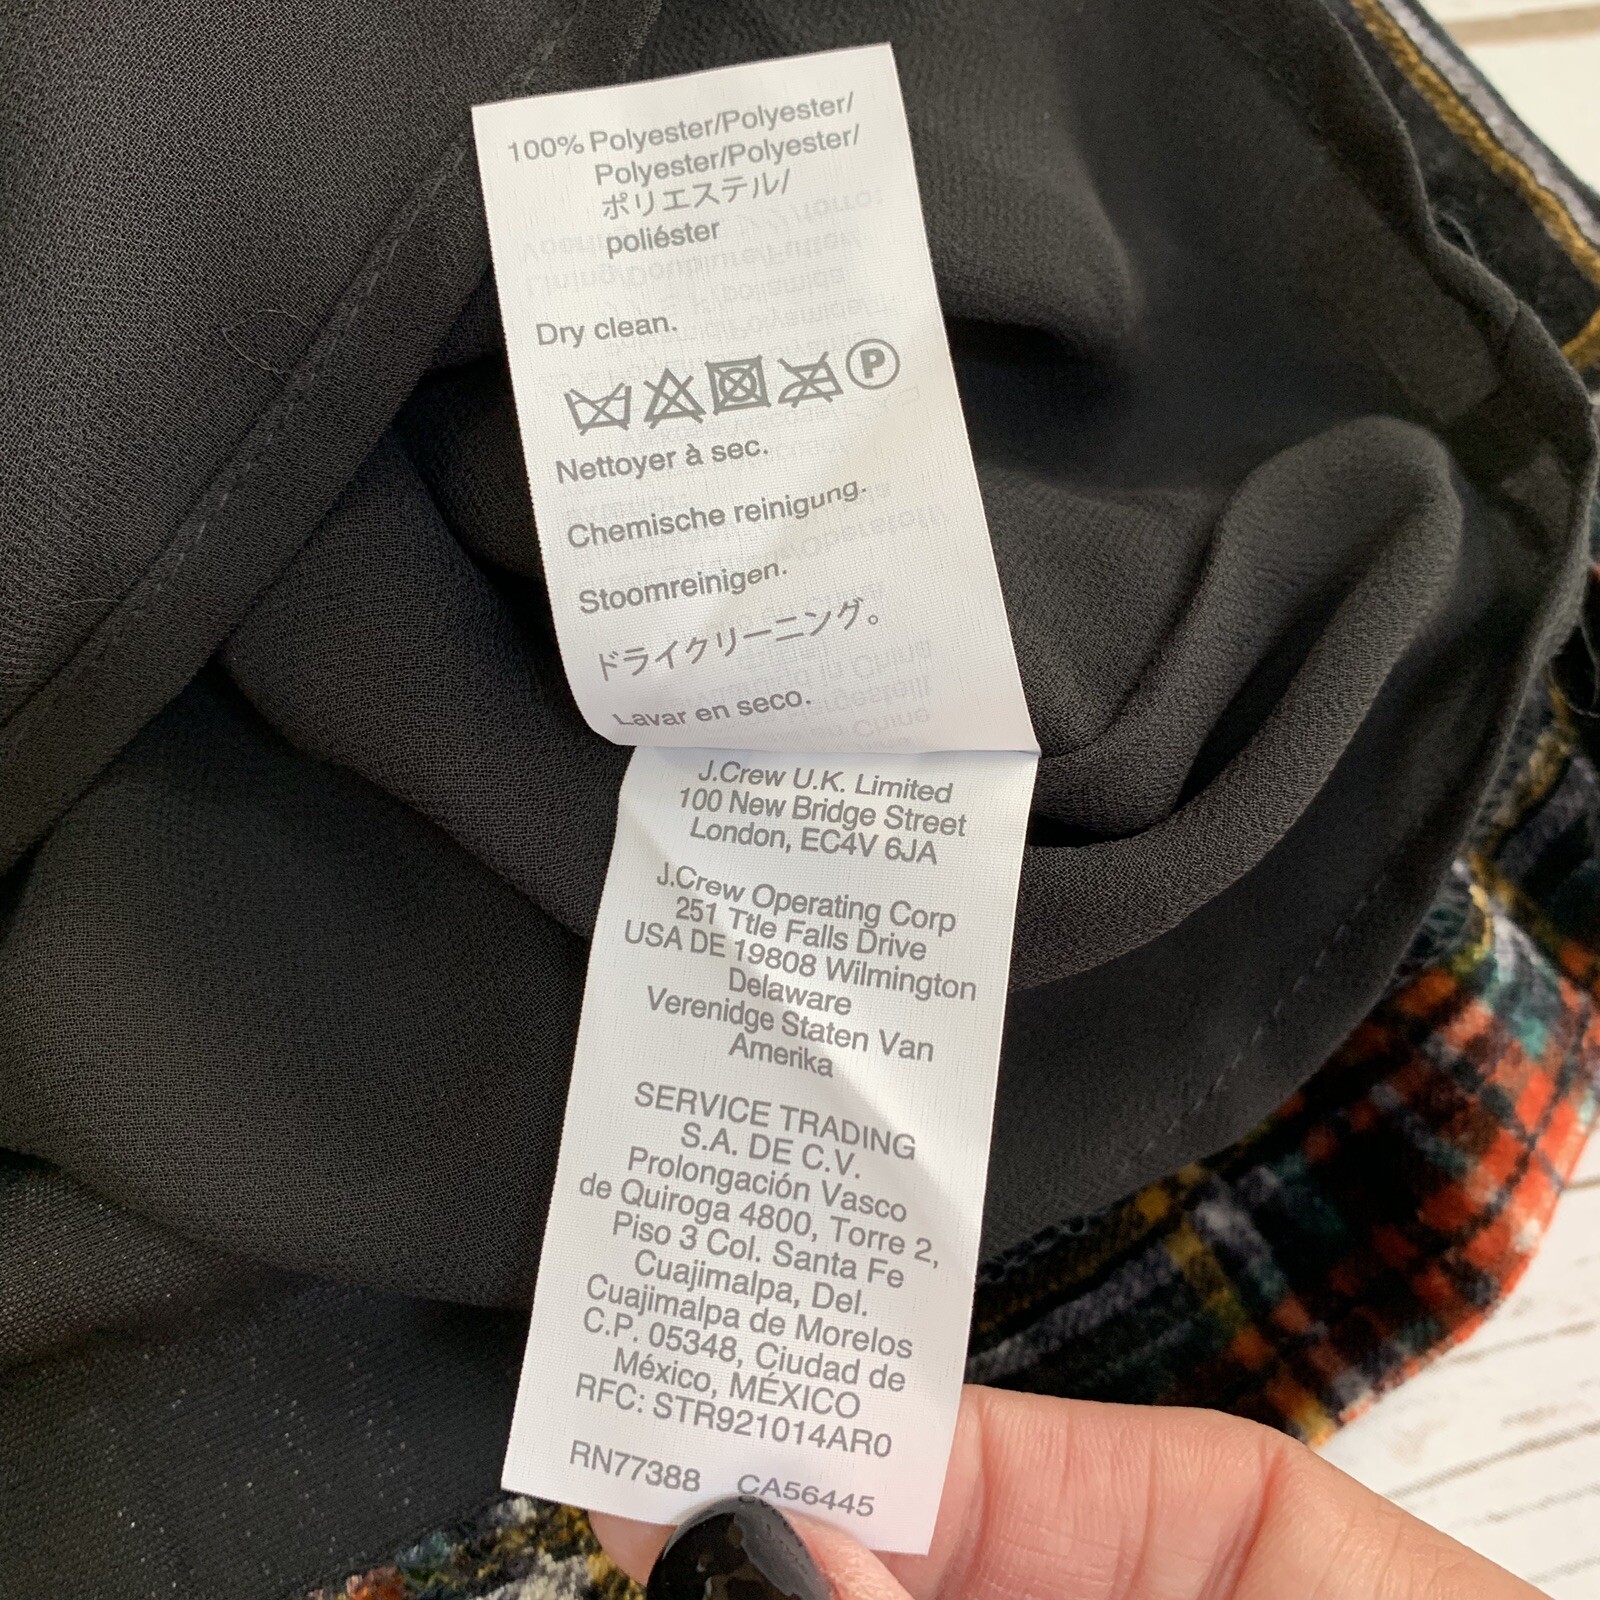 100% Polyester/Polyester/
Polyester/Polyester/
ポリエステル/
poliéster
Dry clean.
P
Nettoyer à sec.
Chemische reinigung.
Stoomreinigen.
ドライクリーニング。
Lavar en seco.
J.Crew U.K. Limited
100 New Bridge Street
London, EC4V 6JA
J.Crew Operating Corp
251 Ttle Falls Drive
USA DE 19808 Wilmington
Delaware
Verenidge Staten Van
Amerika
SERVICE TRADING
S.A. DE C.V.
Prolongación Vasco
de Quiroga 4800, Torre 2,
Piso 3 Col. Santa Fe
Cuajimalpa, Del.
Cuajimalpa de Morelos
C.P. 05348, Ciudad de
México, MÉXICO
RFC: STR921014AR0
RN77388 CA56445